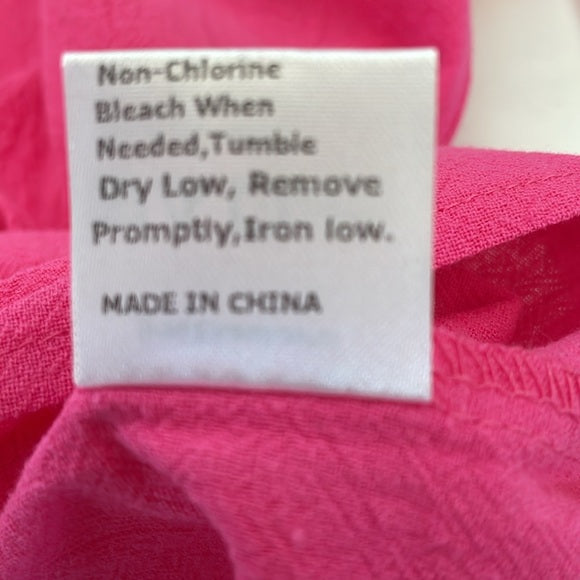 Non-Chlorine
Bleach When
Needed,Tumble
Dry Low, Remove
Promptly,Iron low.
MADE IN CHINA